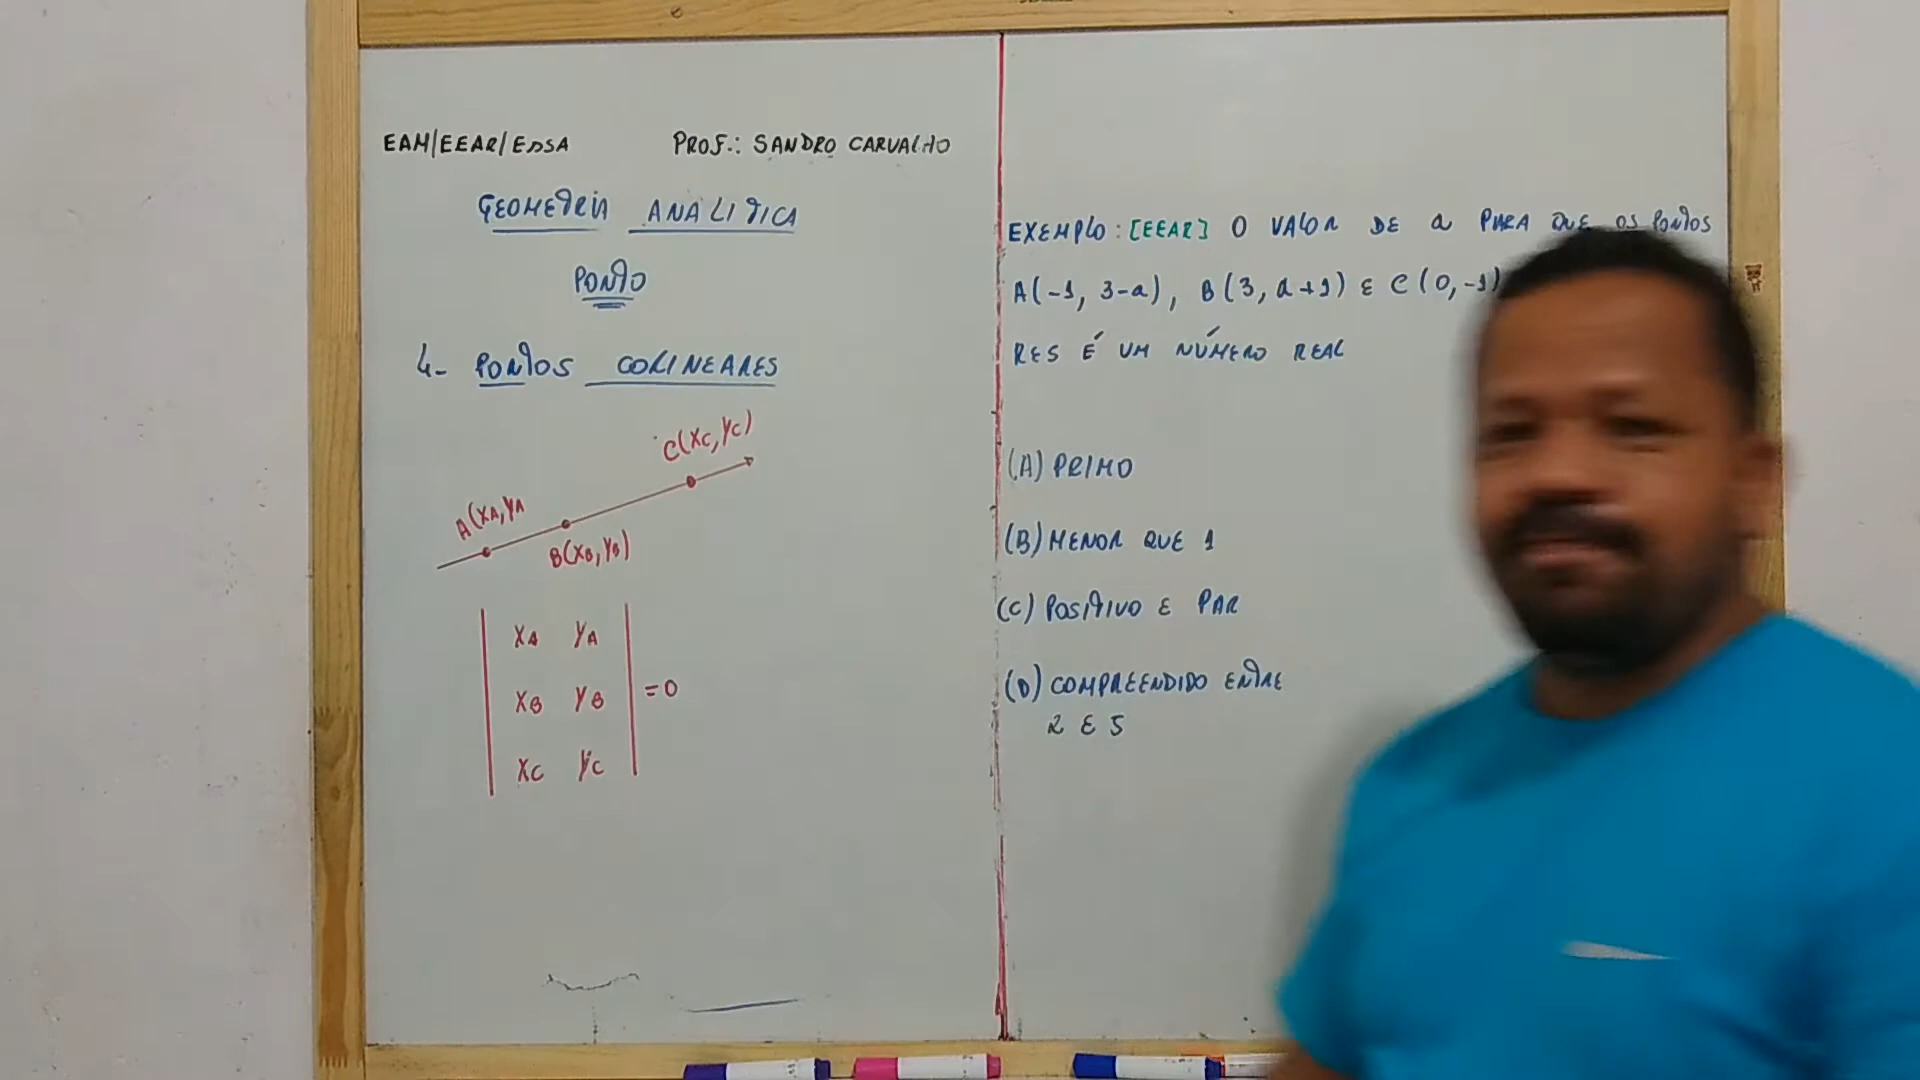 EAM/EEAR/EsSA PROF.: SANDRO CARVALHO
GEOMETRIA ANALITICA
PONTO
4- PONTOS COLINEARES
C(XC, YC)
A(XA, YA
B(XB, YB)
XA YA
XB YB
XC YC
=0
EXEMPLO: [EEAR] O VALOR DE a PARA QUE OS PONTOS
A(-1, 3-a), B(3, a+1) E C(0,-1)
RES É UM NÚMERO REAL
(A) PRIMO
(B) MENOR QUE 1
(C) POSITIVO E PAR
(D) COMPREENDIDO ENTRE
2 E 5